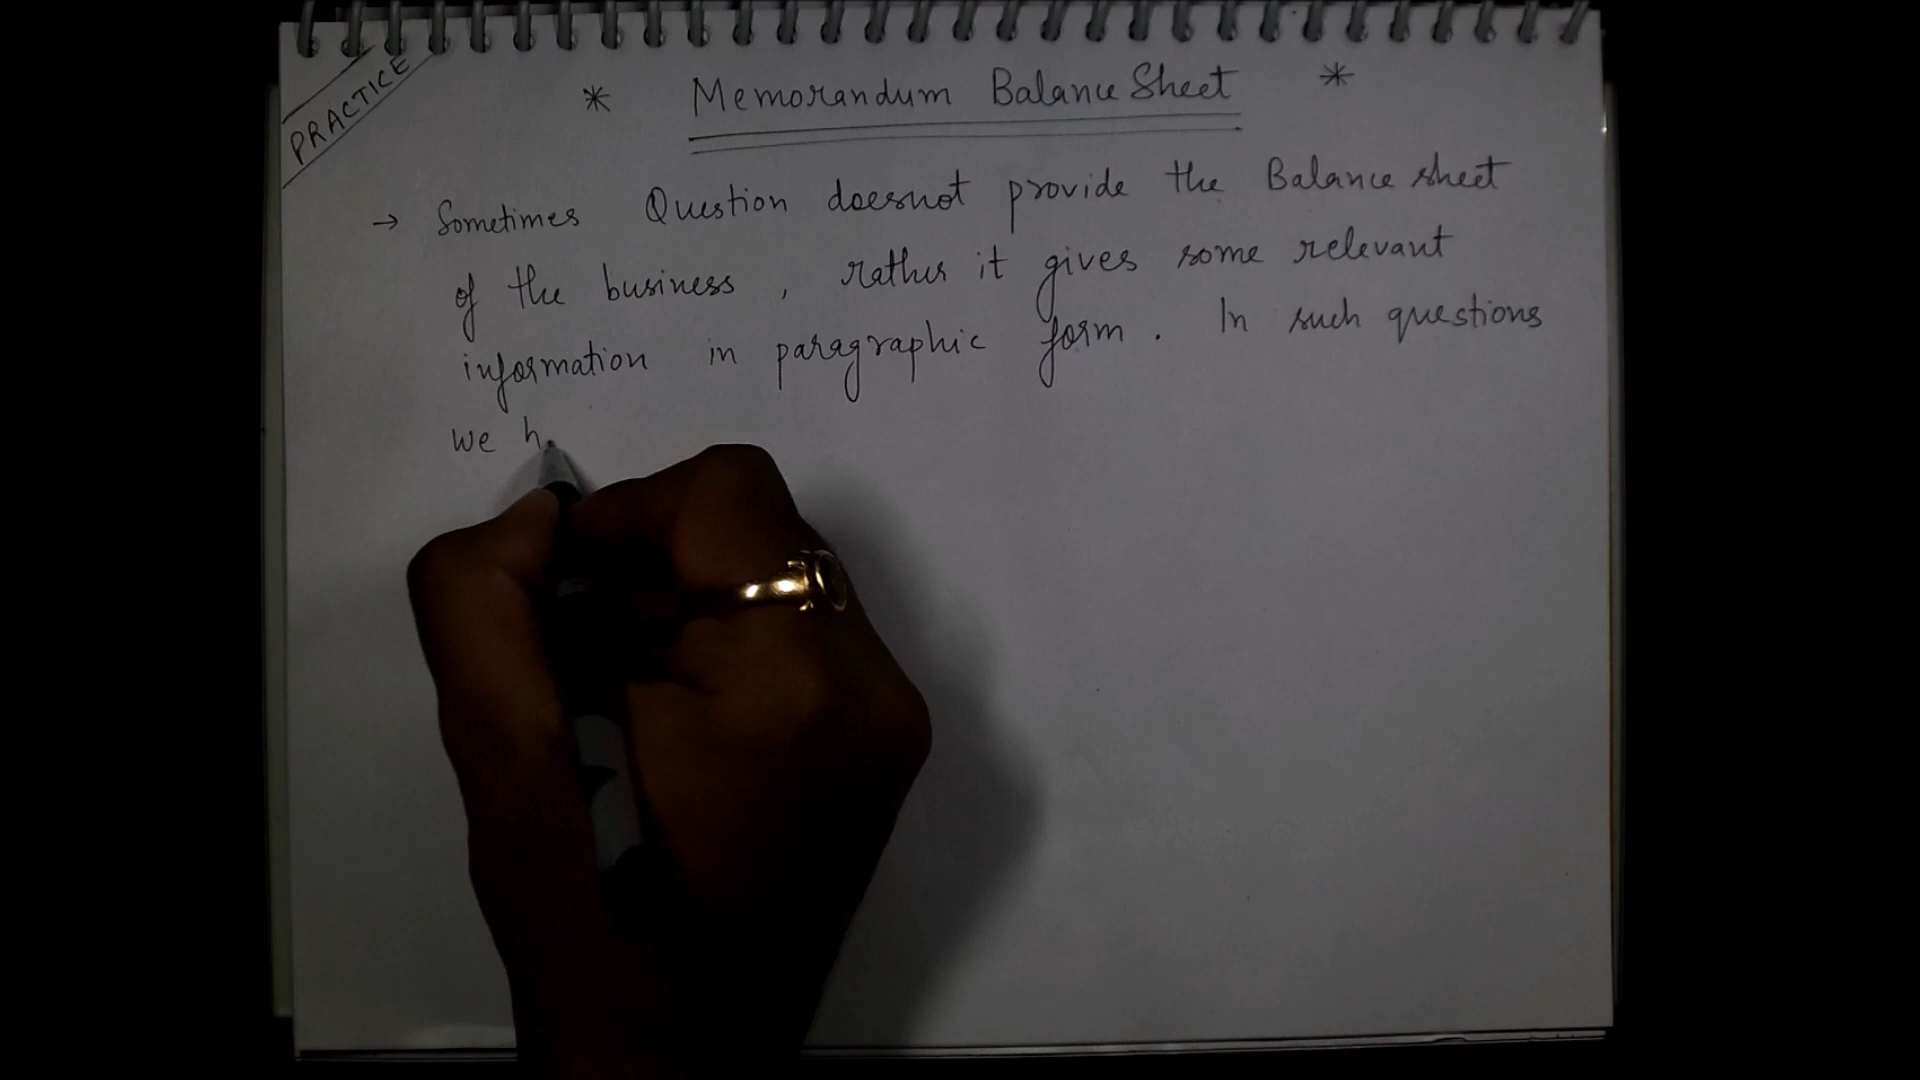 PRACTICE
* Memorandum Balance Sheet *
→ Sometimes Question doesnot provide the Balance sheet
of the business , rather it gives some relevant
information in paragraphic form . In such questions
we h